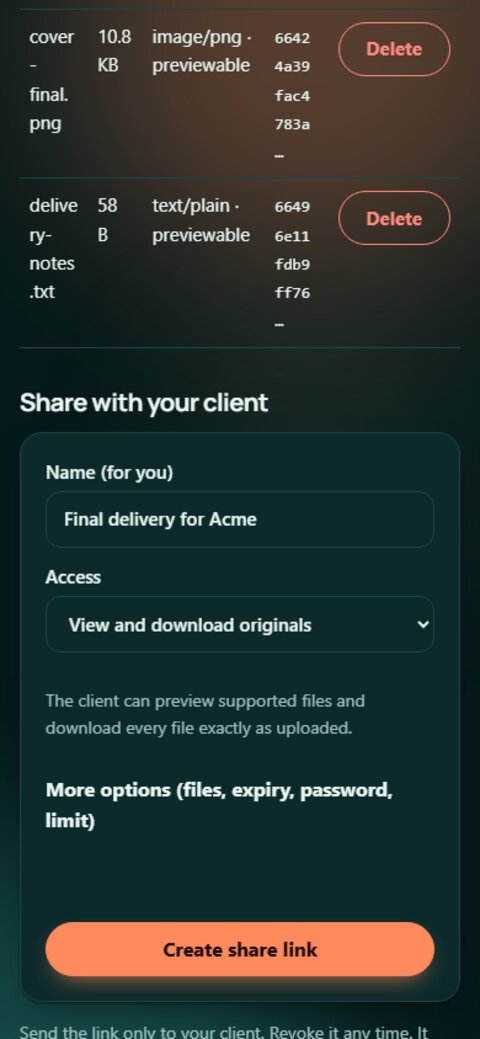 cover
-
final.
png
10.8
KB
image/png ·
previewable
6642
4a39
fac4
783a
…
Delete
delive
ry-
notes
.txt
58
B
text/plain ·
previewable
6649
6e11
fdb9
ff76
…
Delete
Share with your client
Name (for you)
Final delivery for Acme
Access
View and download originals
The client can preview supported files and
download every file exactly as uploaded.
More options (files, expiry, password,
limit)
Create share link
Send the link only to your client. Revoke it any time. It